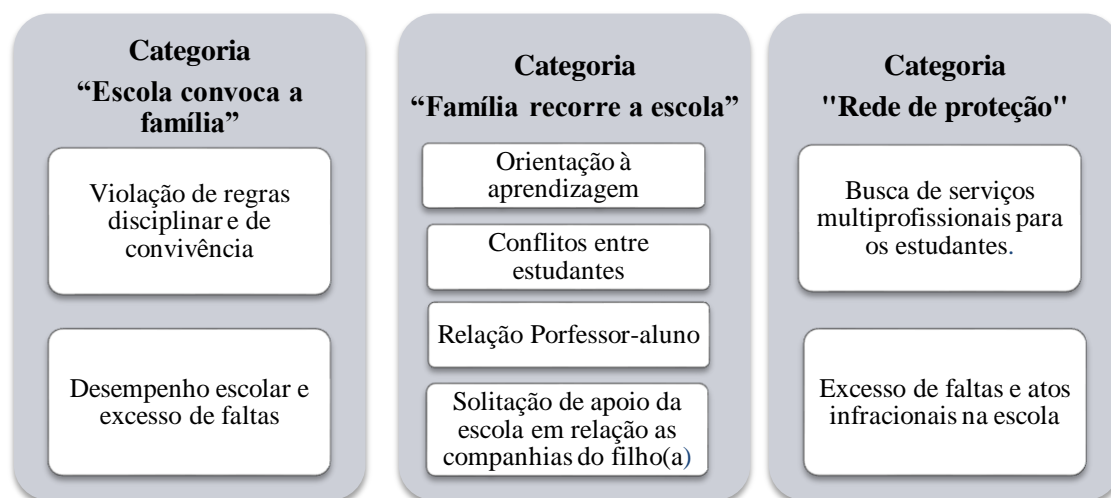 Categoria
“Escola convoca a
família”
Violação de regras
disciplinar e de
convivência
Desempenho escolar e
excesso de faltas
Categoria
“Família recorre a escola”
Orientação à
aprendizagem
Conflitos entre
estudantes
Relação Porfessor-aluno
Solitação de apoio da
escola em relação as
companhias do filho(a)
Categoria
"Rede de proteção"
Busca de serviços
multiprofissionais para
os estudantes.
Excesso de faltas e atos
infracionais na escola